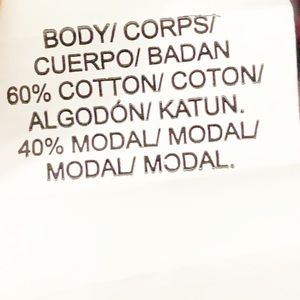 BODY/ CORPS/
CUERPO/ BADAN
60% COTTON/ COTON/
ALGODÓN/ KATUN.
40% MODAL/ MODAL/
MODAL/ MODAL.